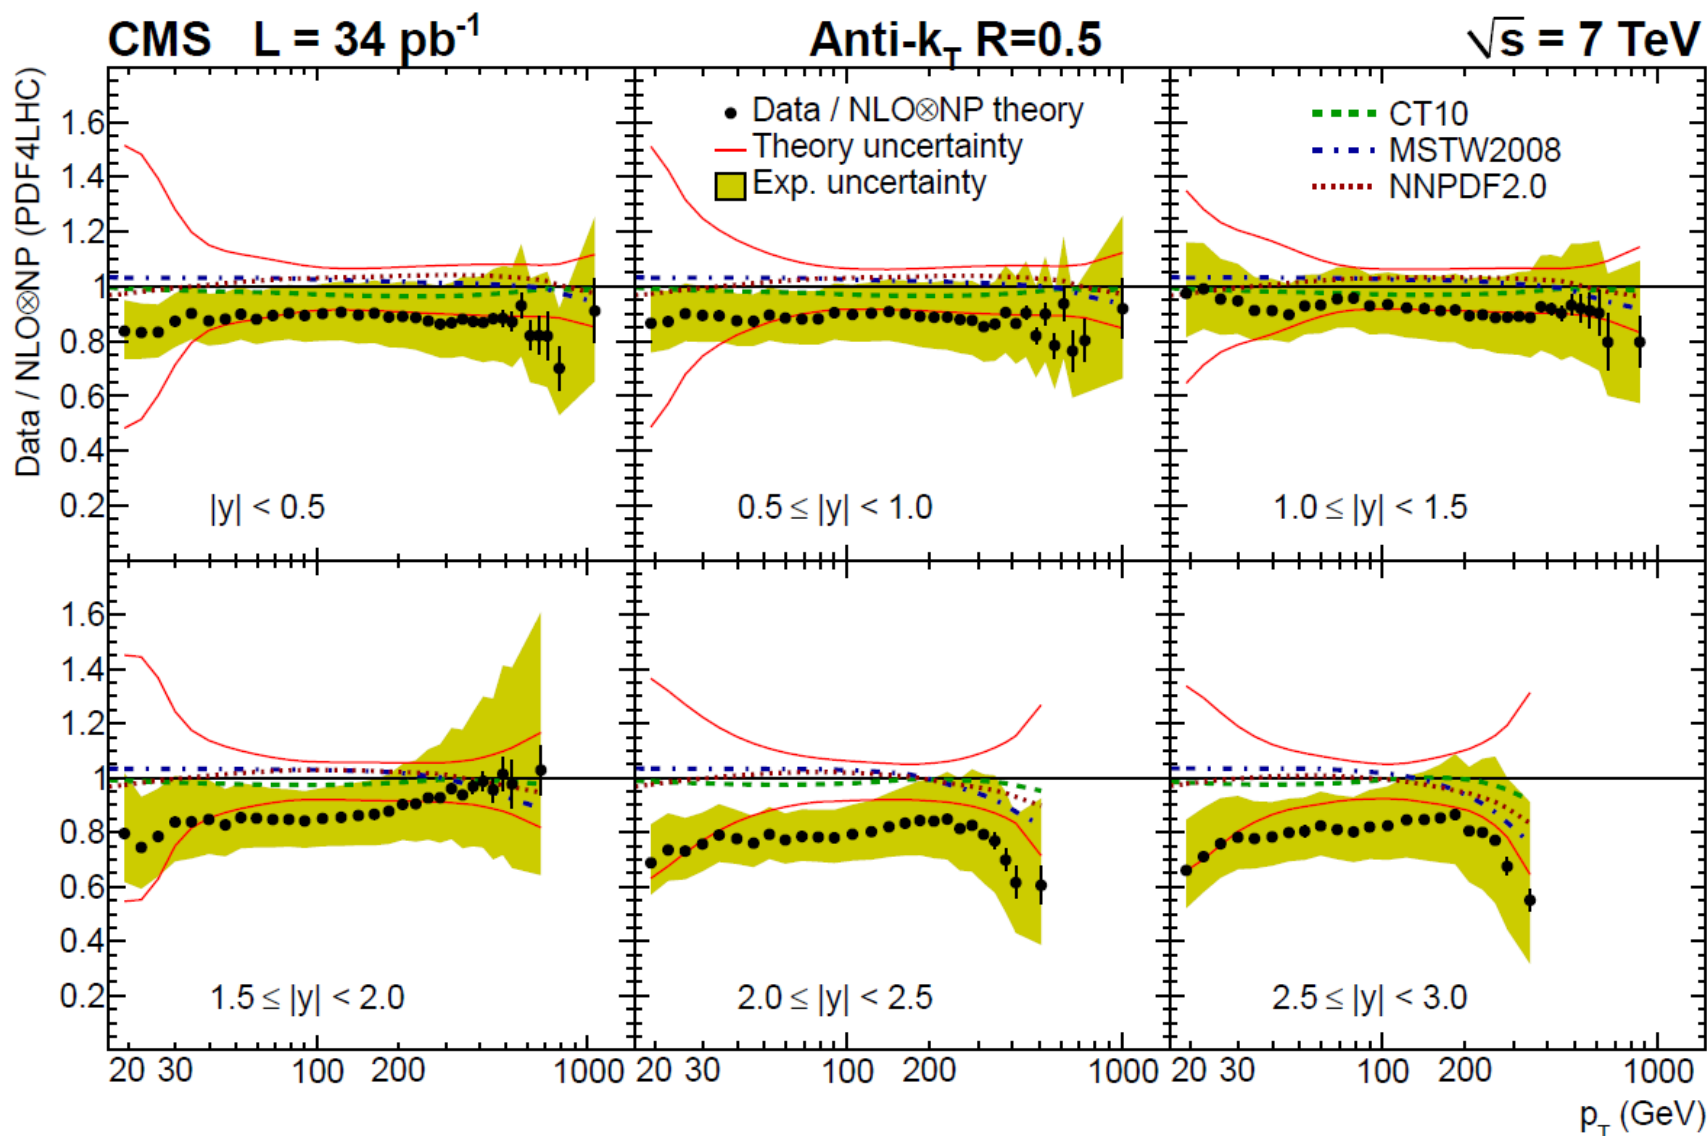 CMS L = 34 pb⁻¹ Anti-k_T R=0.5 √s = 7 TeV
Data / NLO⊗NP (PDF4LHC)
1.6
1.4
1.2
1
0.8
0.6
0.4
0.2
|y| < 0.5
Data / NLO⊗NP theory
Theory uncertainty
Exp. uncertainty
0.5 ≤ |y| < 1.0
CT10
MSTW2008
NNPDF2.0
1.0 ≤ |y| < 1.5
1.6
1.4
1.2
1
0.8
0.6
0.4
0.2
1.5 ≤ |y| < 2.0
2.0 ≤ |y| < 2.5
2.5 ≤ |y| < 3.0
20 30 100 200 1000 20 30 100 200 1000 20 30 100 200 1000
p_T (GeV)